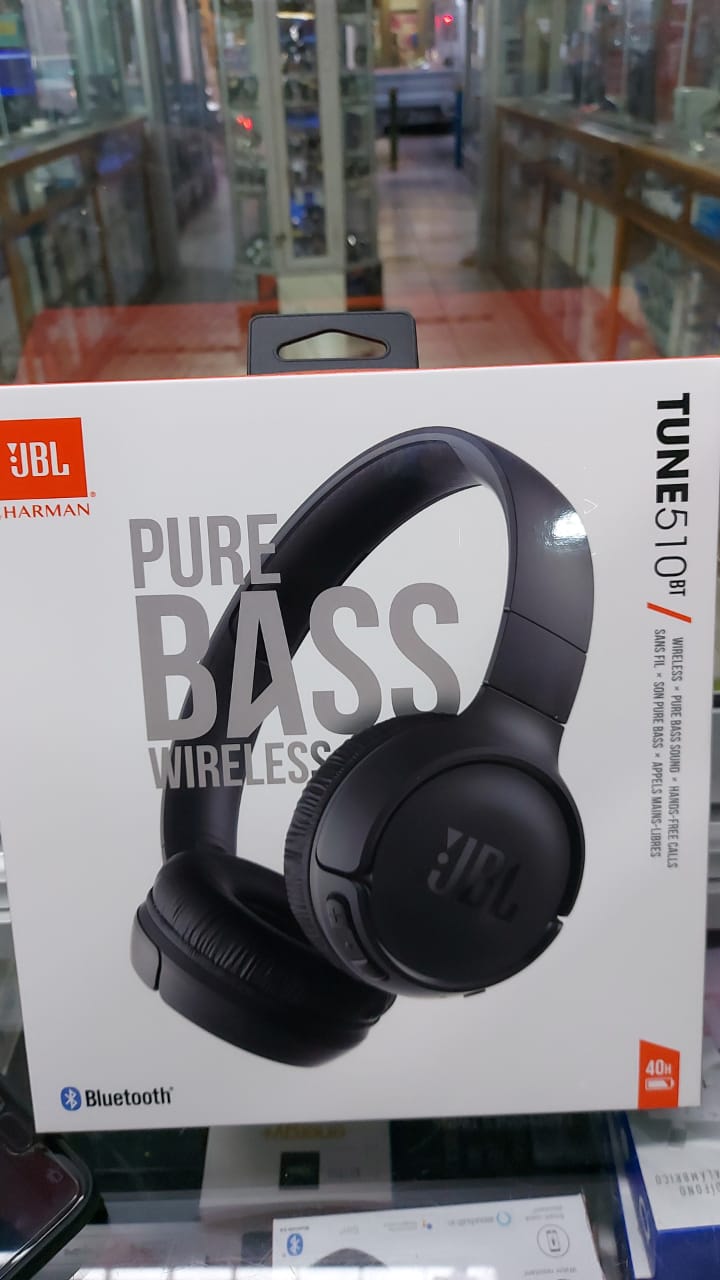 JBL
HARMAN
PURE
BASS
WIRELESS
TUNE510BT
WIRELESS × PURE BASS SOUND × HANDS-FREE CALLS
SANS FIL × SON PURE BASS × APPELS MAINS-LIBRES
JBL
40H
Bluetooth®